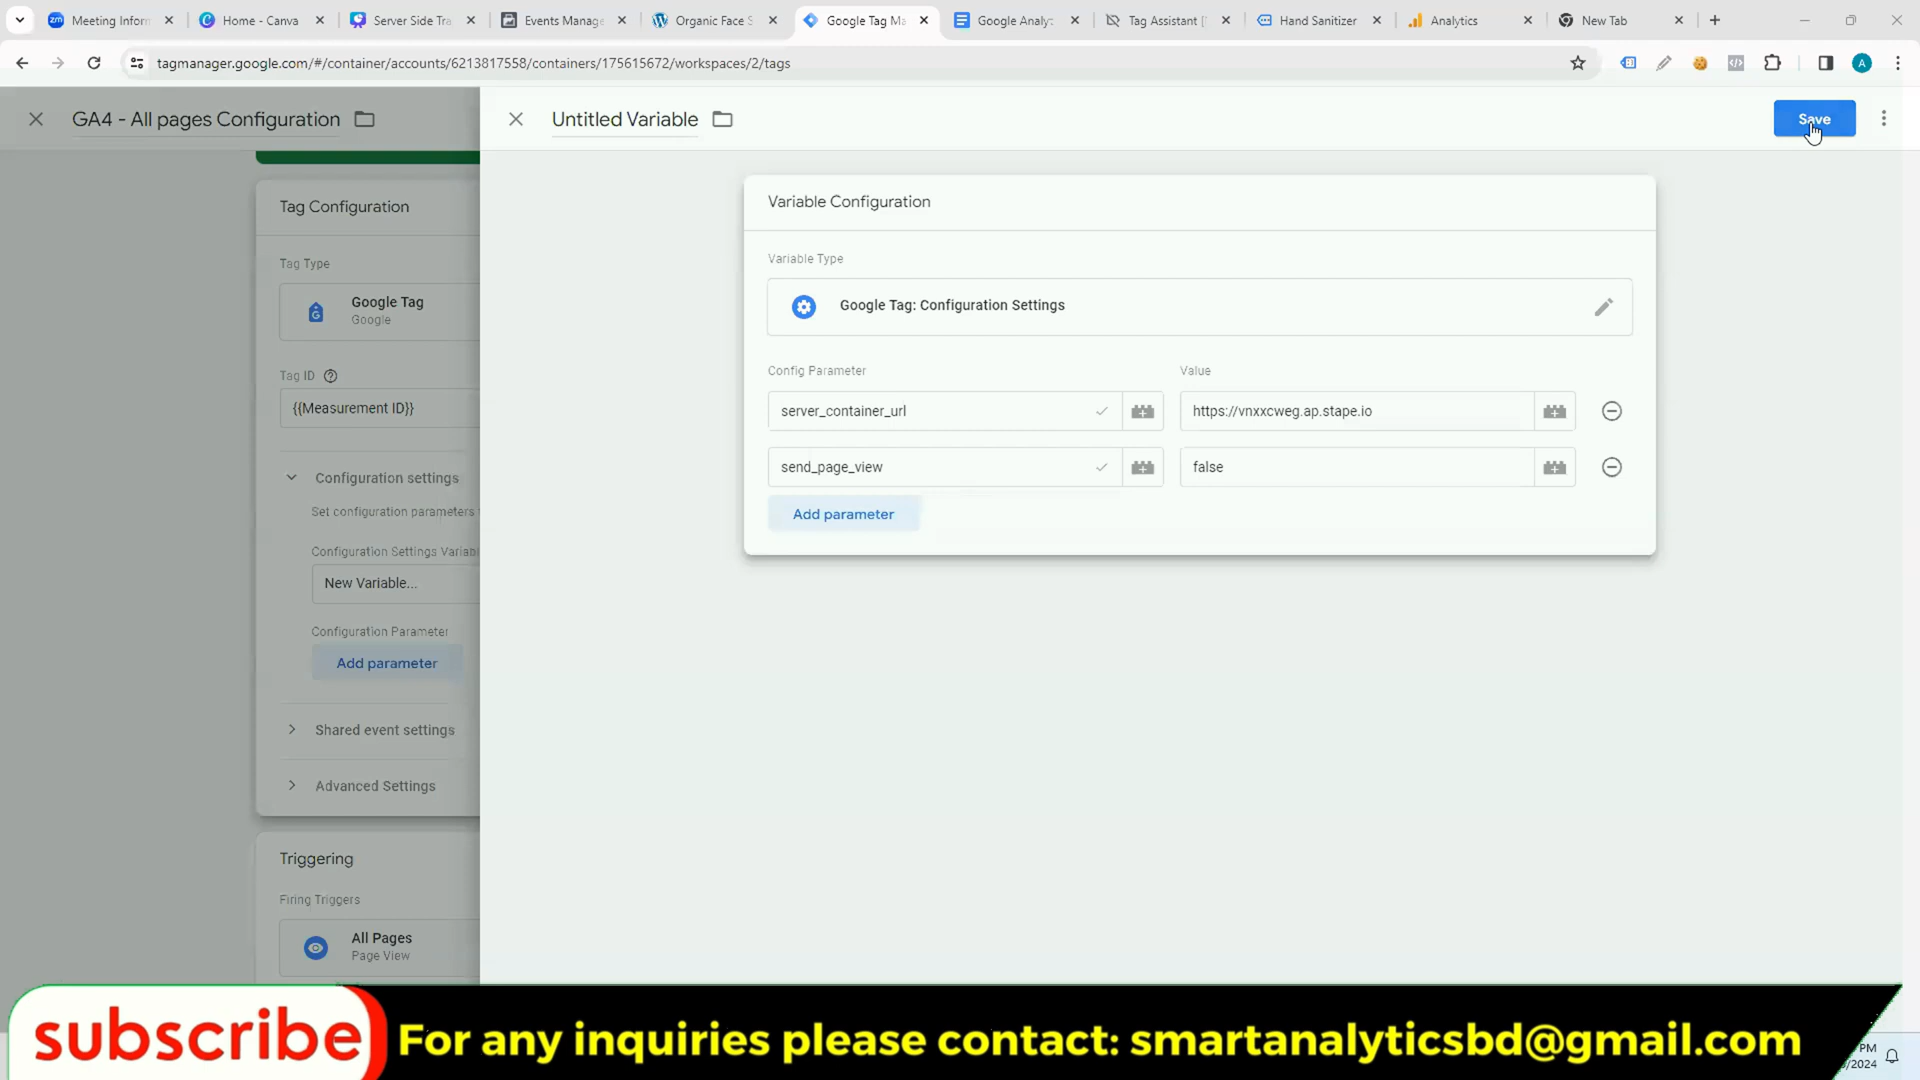 Meeting Inform
Home - Canva
Server Side Tra
Events Manage
Organic Face S
Google Tag Ma
Google Analy
Tag Assistant [
Hand Sanitizer
Analytics
New Tab
tagmanager.google.com/#/container/accounts/6213817558/containers/175615672/workspaces/2/tags
A
GA4 - All pages Configuration
Untitled Variable
Save
Tag Configuration
Tag Type
Google Tag
Google
Tag ID
{{Measurement ID}}
Configuration settings
Set configuration parameters
Configuration Settings Variab
New Variable...
Configuration Parameter
Add parameter
Shared event settings
Advanced Settings
Triggering
Firing Triggers
All Pages
Page View
Variable Configuration
Variable Type
Google Tag: Configuration Settings
Config Parameter
Value
server_container_url
https://vnxxcweg.ap.stape.io
send_page_view
false
Add parameter
subscribe
For any inquiries please contact: smartanalyticsbd@gmail.com
PM
/2024